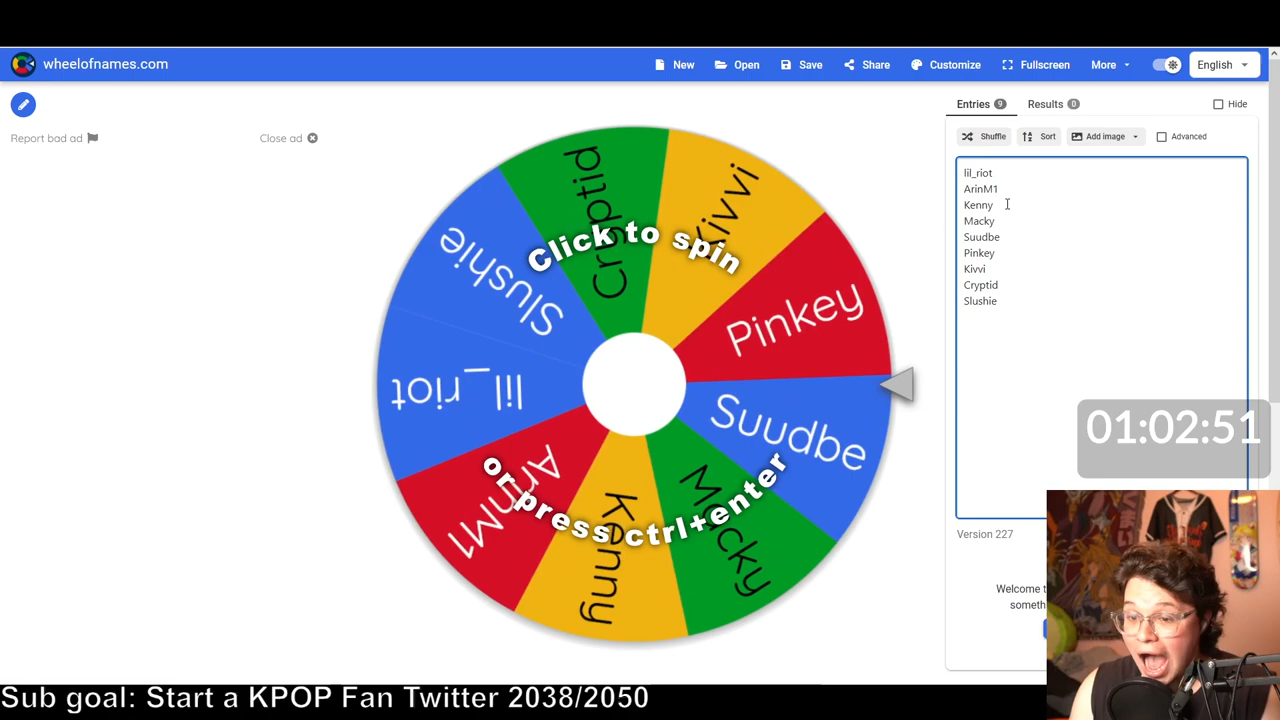 wheelofnames.com
New
Open
Save
Share
Customize
Fullscreen
More
English
Report bad ad
Close ad
Entries 9
Results 0
Hide
Shuffle
Sort
Add image
Advanced
lil_riot
ArinM1
Kenny
Macky
Suudbe
Pinkey
Kivvi
Cryptid
Slushie
Cryptid
Kivvi
Pinkey
Suudbe
Macky
Kenny
ArinM1
lil_riot
Slushie
Click to spin
or press ctrl+enter
01:02:51
Version 227
Welcome
Sub goal: Start a KPOP Fan Twitter 2038/2050